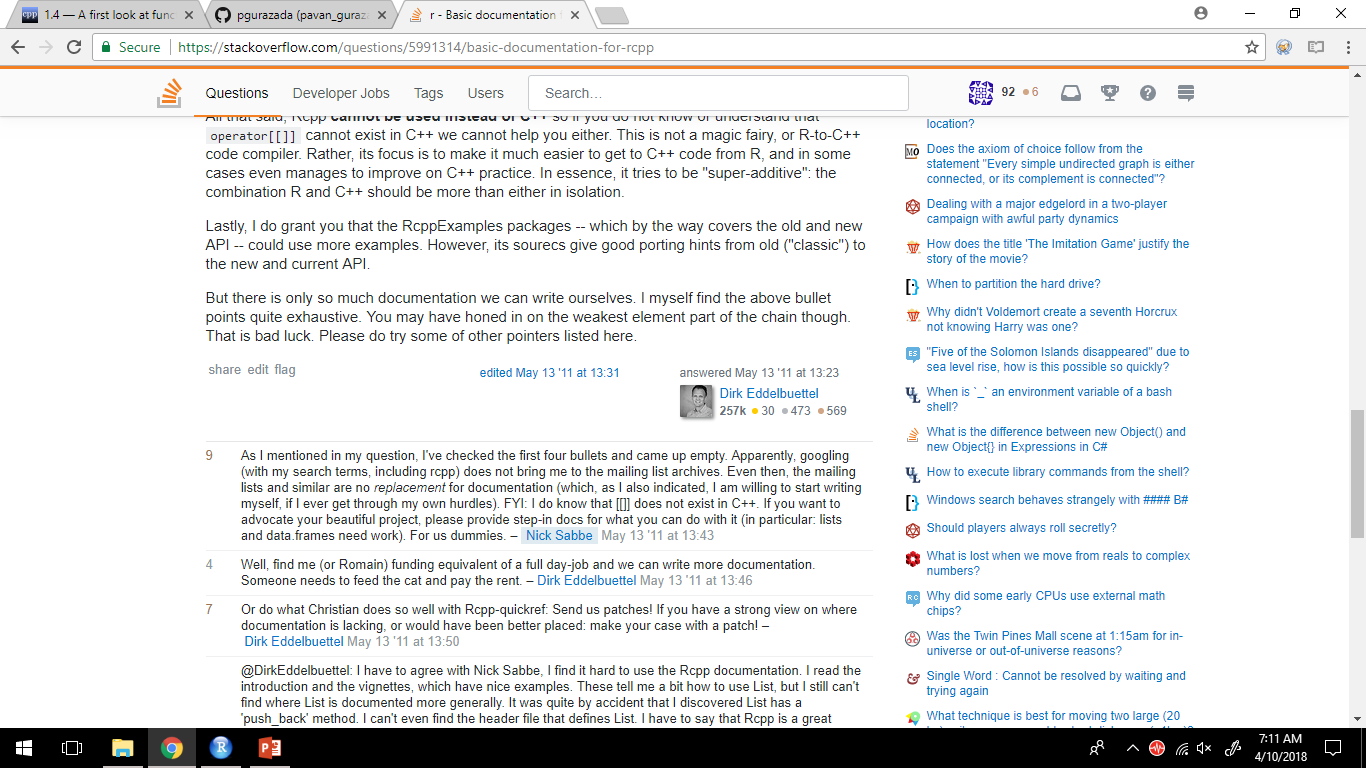 1.4 — A first look at func
pgurazada (pavan_guraz
r - Basic documentation
Secure
https://stackoverflow.com/questions/5991314/basic-documentation-for-rcpp
Questions
Developer Jobs
Tags
Users
Search...
92
6
All that said, Rcpp cannot be used instead of C++ so if you do not know or understand that
operator[[]] cannot exist in C++ we cannot help you either. This is not a magic fairy, or R-to-C++
code compiler. Rather, its focus is to make it much easier to get to C++ code from R, and in some
cases even manages to improve on C++ practice. In essence, it tries to be "super-additive": the
combination R and C++ should be more than either in isolation.
Lastly, I do grant you that the RcppExamples packages -- which by the way covers the old and new
API -- could use more examples. However, its sourecs give good porting hints from old ("classic") to
the new and current API.
But there is only so much documentation we can write ourselves. I myself find the above bullet
points quite exhaustive. You may have honed in on the weakest element part of the chain though.
That is bad luck. Please do try some of other pointers listed here.
share edit flag
edited May 13 '11 at 13:31
answered May 13 '11 at 13:23
Dirk Eddelbuettel
257k 30 473 569
9
As I mentioned in my question, I've checked the first four bullets and came up empty. Apparently, googling
(with my search terms, including rcpp) does not bring me to the mailing list archives. Even then, the mailing
lists and similar are no replacement for documentation (which, as I also indicated, I am willing to start writing
myself, if I ever get through my own hurdles). FYI: I do know that [[]] does not exist in C++. If you want to
advocate your beautiful project, please provide step-in docs for what you can do with it (in particular: lists
and data.frames need work). For us dummies. – Nick Sabbe May 13 '11 at 13:43
4
Well, find me (or Romain) funding equivalent of a full day-job and we can write more documentation.
Someone needs to feed the cat and pay the rent. – Dirk Eddelbuettel May 13 '11 at 13:46
7
Or do what Christian does so well with Rcpp-quickref: Send us patches! If you have a strong view on where
documentation is lacking, or would have been better placed: make your case with a patch! –
Dirk Eddelbuettel May 13 '11 at 13:50
@DirkEddelbuettel: I have to agree with Nick Sabbe, I find it hard to use the Rcpp documentation. I read the
introduction and the vignettes, which have nice examples. These tell me a bit how to use List, but I still can't
find where List is documented more generally. It was quite by accident that I discovered List has a
'push_back' method. I can't even find the header file that defines List. I have to say that Rcpp is a great
location?
Does the axiom of choice follow from the
statement "Every simple undirected graph is either
connected, or its complement is connected"?
Dealing with a major edgelord in a two-player
campaign with awful party dynamics
How does the title 'The Imitation Game' justify the
story of the movie?
When to partition the hard drive?
Why didn't Voldemort create a seventh Horcrux
not knowing Harry was one?
"Five of the Solomon Islands disappeared" due to
sea level rise, how is this possible so quickly?
When is `_` an environment variable of a bash
shell?
What is the difference between new Object() and
new Object{} in Expressions in C#
How to execute library commands from the shell?
Windows search behaves strangely with #### B#
Should players always roll secretly?
What is lost when we move from reals to complex
numbers?
Why did some early CPUs use external math
chips?
Was the Twin Pines Mall scene at 1:15am for in-
universe or out-of-universe reasons?
Single Word : Cannot be resolved by waiting and
trying again
What technique is best for moving two large (20
7:11 AM
4/10/2018